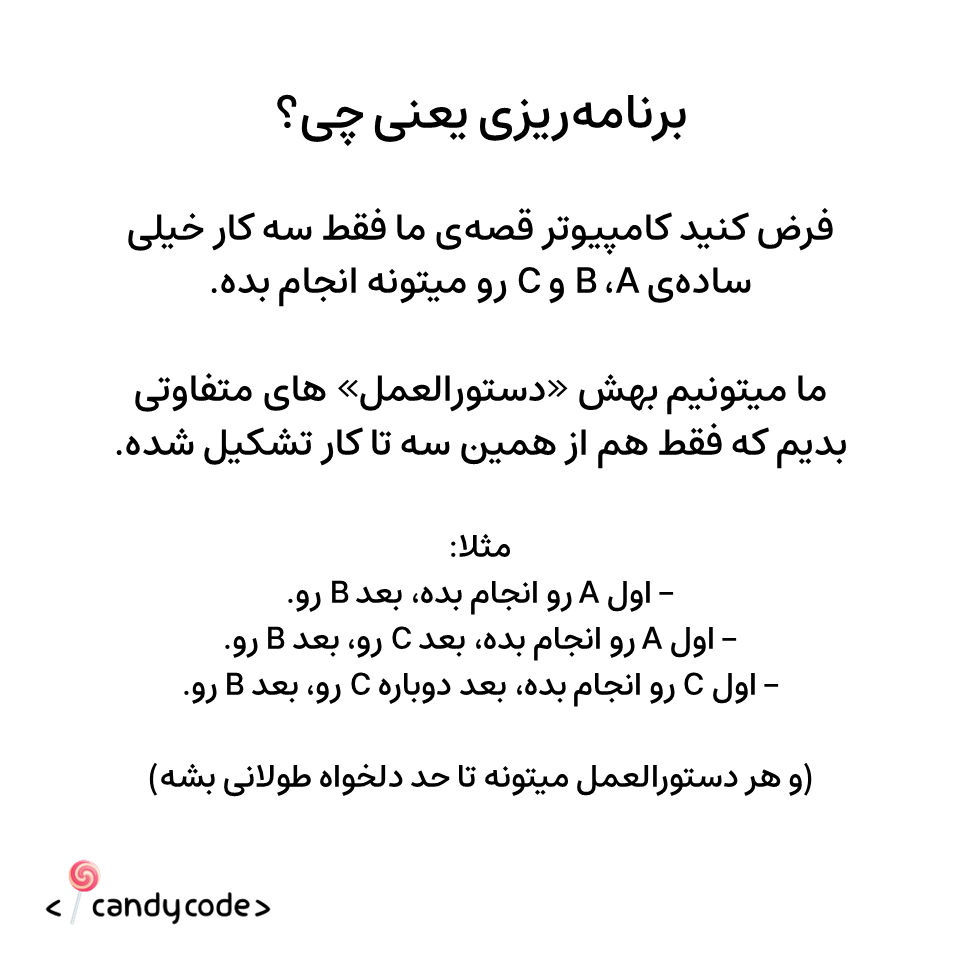 برنامه‌ریزی یعنی چی؟
فرض کنید کامپیوتر قصه‌ی ما فقط سه کار خیلی
ساده‌ی A، B و C رو میتونه انجام بده.
ما میتونیم بهش «دستورالعمل» های متفاوتی
بدیم که فقط هم از همین سه تا کار تشکیل شده.
مثلا:
– اول A رو انجام بده، بعد B رو.
– اول A رو انجام بده، بعد C رو، بعد B رو.
– اول C رو انجام بده، بعد دوباره C رو، بعد B رو.
(و هر دستورالعمل میتونه تا حد دلخواه طولانی بشه)
</ candycode>